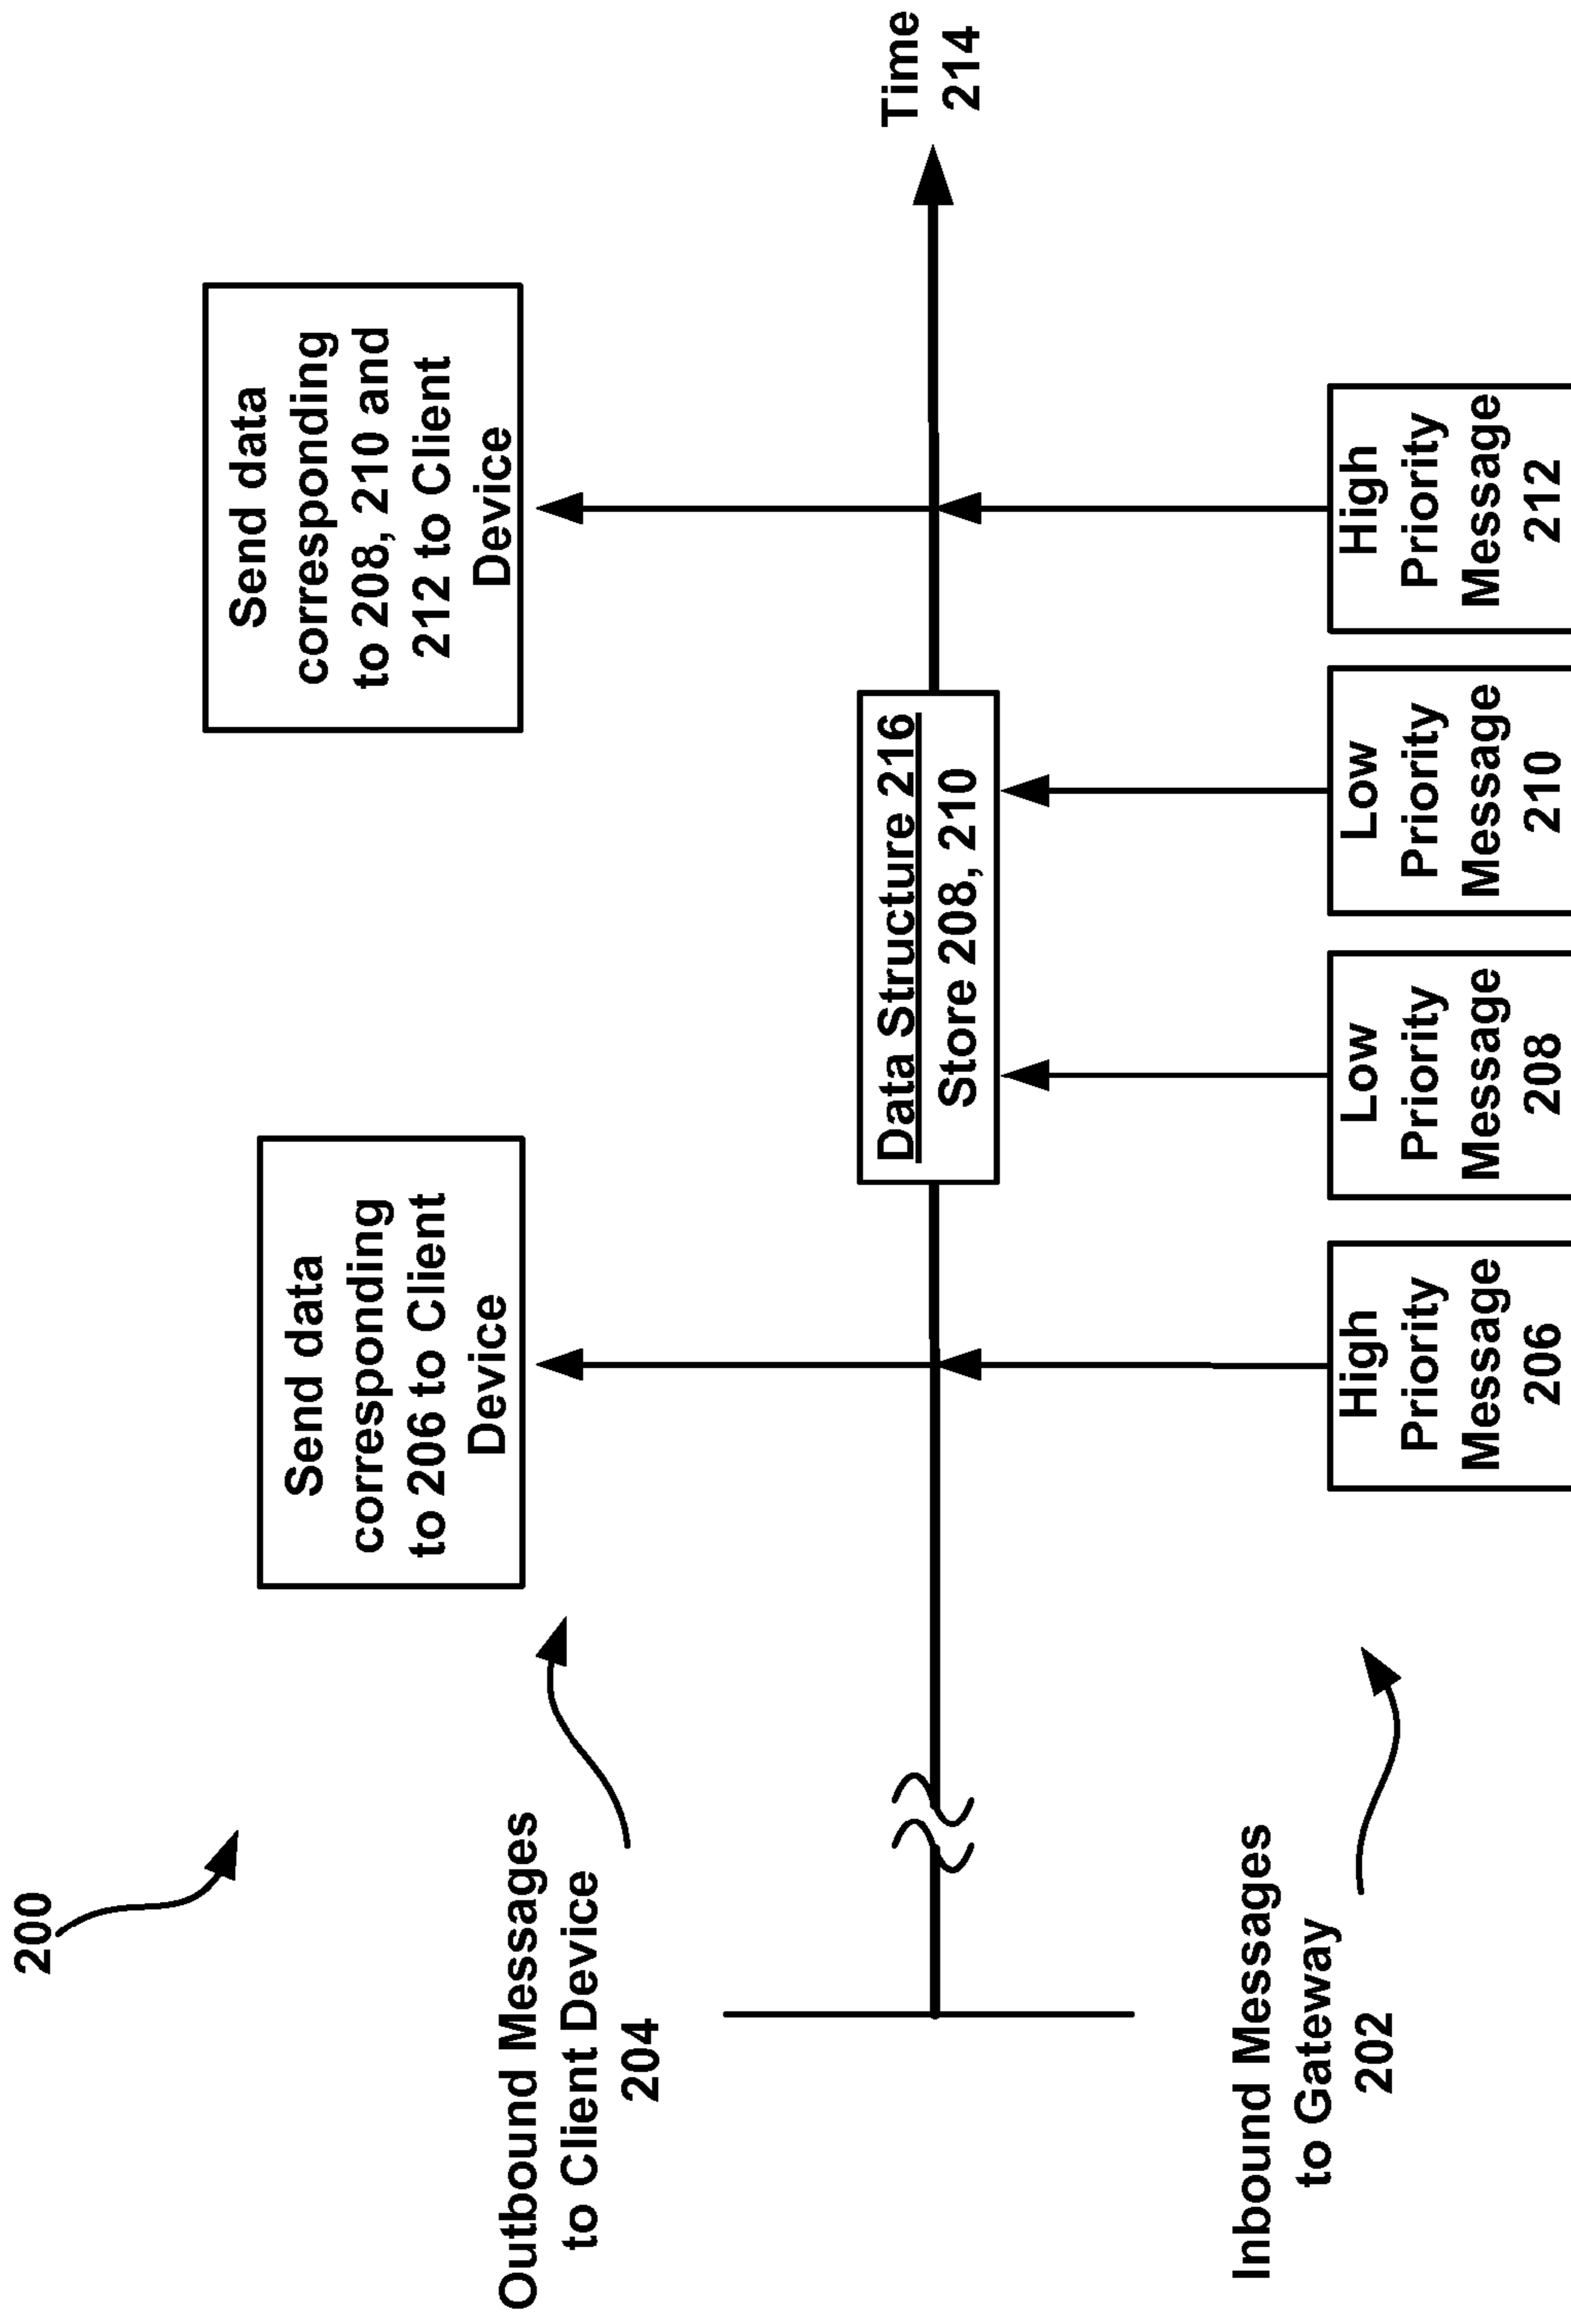 200
Outbound Messages
to Client Device
204
Send data
corresponding
to 206 to Client
Device
Send data
corresponding
to 208, 210 and
212 to Client
Device
Data Structure 216
Store 208, 210
Time
214
Inbound Messages
to Gateway
202
High
Priority
Message
206
Low
Priority
Message
208
Low
Priority
Message
210
High
Priority
Message
212